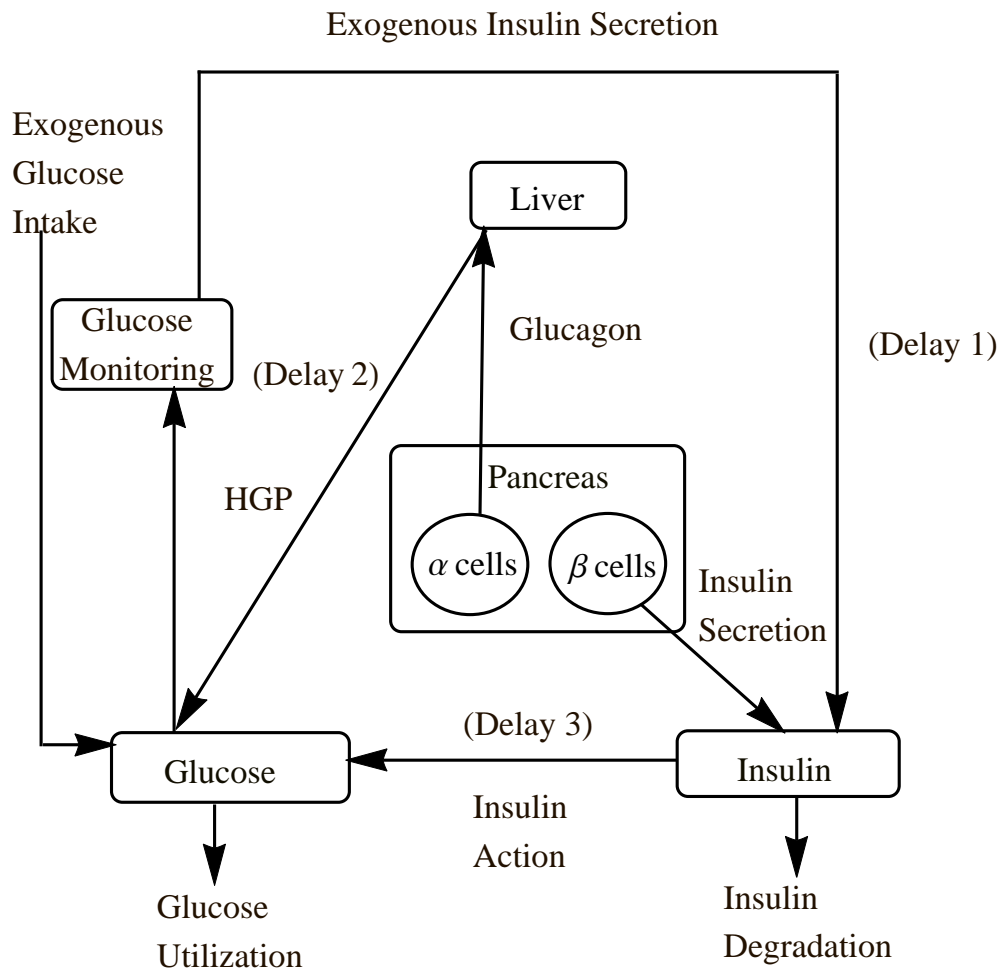 Exogenous Insulin Secretion
Exogenous
Glucose
Intake
Liver
Glucose
Monitoring
Glucagon
(Delay 1)
(Delay 2)
HGP
Pancreas
α cells
β cells
Insulin
Secretion
(Delay 3)
Glucose
Insulin
Insulin
Action
Glucose
Utilization
Insulin
Degradation